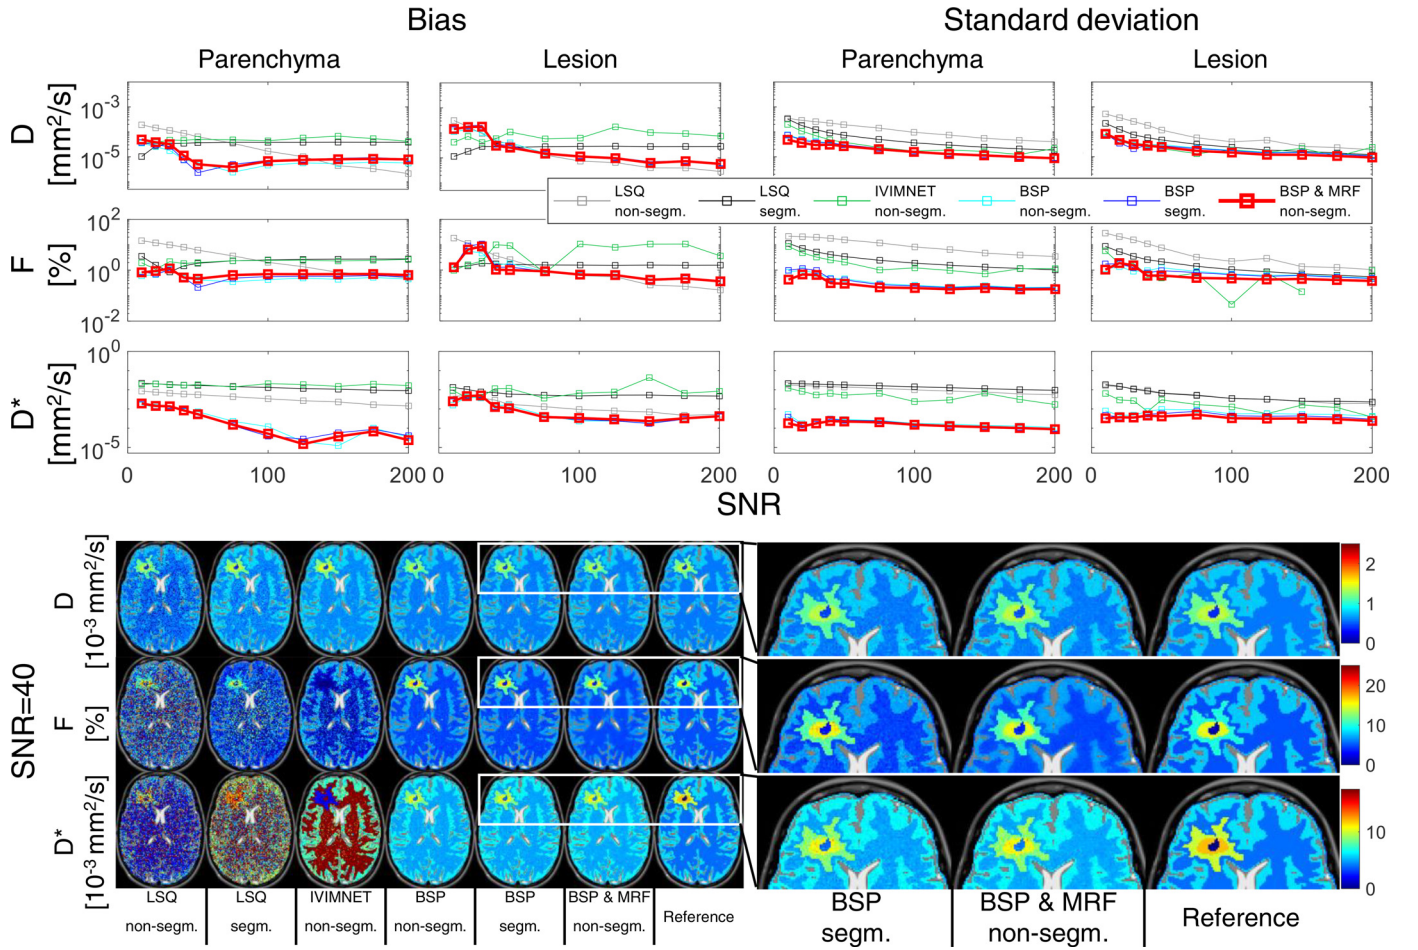 Bias
Standard deviation
Parenchyma
Lesion
Parenchyma
Lesion
D
[mm²/s]
10⁻³
10⁻⁵
LSQ
non-segm.
LSQ
segm.
IVIMNET
non-segm.
BSP
non-segm.
BSP
segm.
BSP & MRF
non-segm.
F
[%]
10²
10⁰
10⁻²
D*
[mm²/s]
10⁰
10⁻⁵
0 100 200
0 100 200
0 100 200
0 100 200
SNR
SNR=40
D
[10⁻³ mm²/s]
2
1
0
F
[%]
20
10
0
D*
[10⁻³ mm²/s]
10
0
LSQ
non-segm.
LSQ
segm.
IVIMNET
non-segm.
BSP
non-segm.
BSP
segm.
BSP & MRF
non-segm.
Reference
BSP
segm.
BSP & MRF
non-segm.
Reference